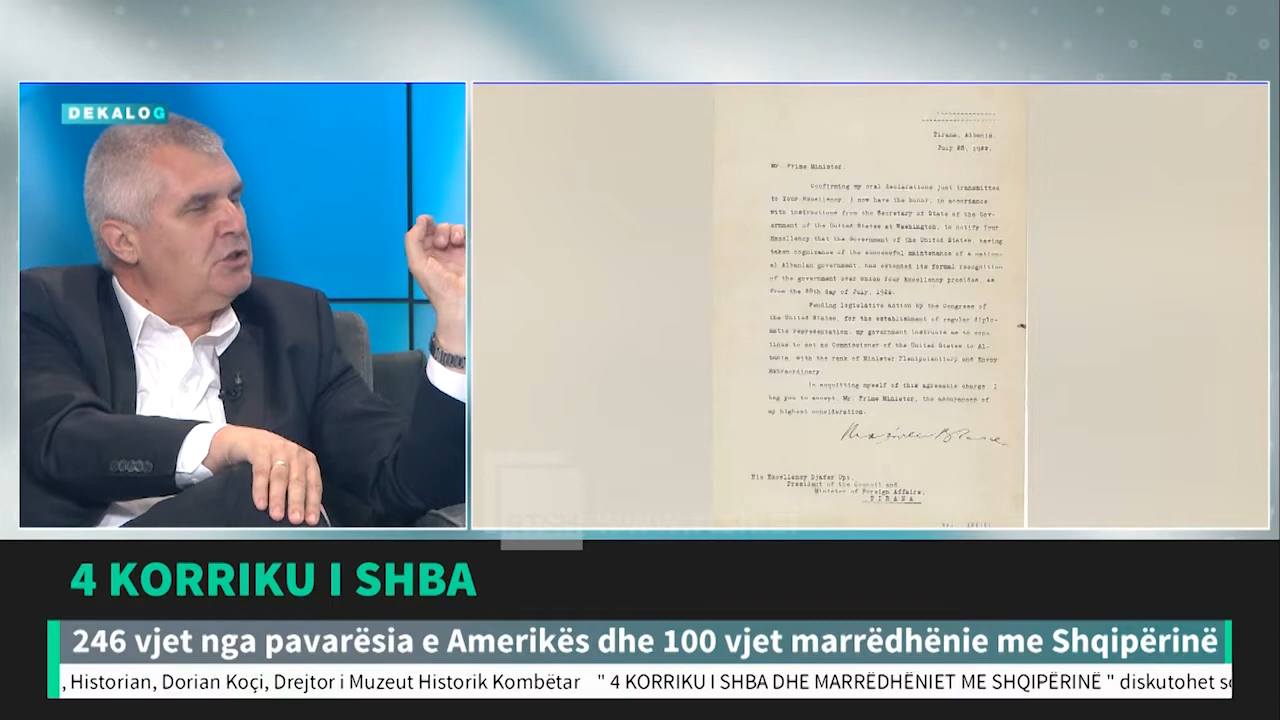 DEKALOG
Tirana, Albania.
July 28, 1922.
Mr. Prime Minister:
Confirming my oral declarations just transmitted
to Your Excellency, I now have the honor, in accordance
with instructions from the Secretary of State of the Gov-
ernment of the United States at Washington, to notify Your
Excellency that the Government of the United States, having
taken cognizance of the successful maintenance of a nation-
al Albanian government, has extended its formal recognition
of the government over which Your Excellency presides, as
from the 28th day of July, 1922.
Pending legislative action by the Congress of
the United States, for the establishment of regular diplo-
matic representation, my government instructs me to con-
tinue to act as Commissioner of the United States to Al-
bania, with the rank of Minister Plenipotentiary and Envoy
Extraordinary.
In acquitting myself of this agreeable charge, I
beg you to accept, Mr. Prime Minister, the assurances of
my highest consideration.
His Excellency Djafer Upi,
President of the Council and
Minister of Foreign Affairs,
TIRANA
4 KORRIKU I SHBA
246 vjet nga pavarësia e Amerikës dhe 100 vjet marrëdhënie me Shqipërinë
, Historian, Dorian Koçi, Drejtor i Muzeut Historik Kombëtar " 4 KORRIKU I SHBA DHE MARRËDHËNIET ME SHQIPËRINË " diskutohet